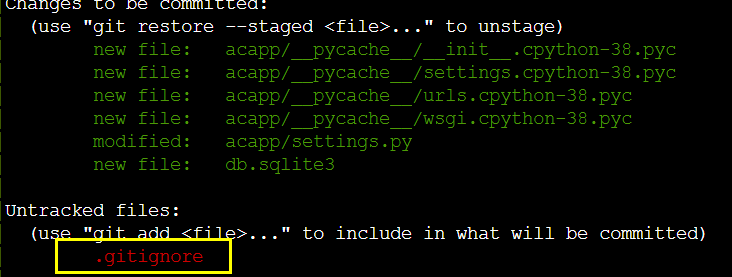 Changes to be committed:
(use "git restore --staged <file>..." to unstage)
new file: acapp/__pycache__/__init__.cpython-38.pyc
new file: acapp/__pycache__/settings.cpython-38.pyc
new file: acapp/__pycache__/urls.cpython-38.pyc
new file: acapp/__pycache__/wsgi.cpython-38.pyc
modified: acapp/settings.py
new file: db.sqlite3
Untracked files:
(use "git add <file>..." to include in what will be committed)
.gitignore